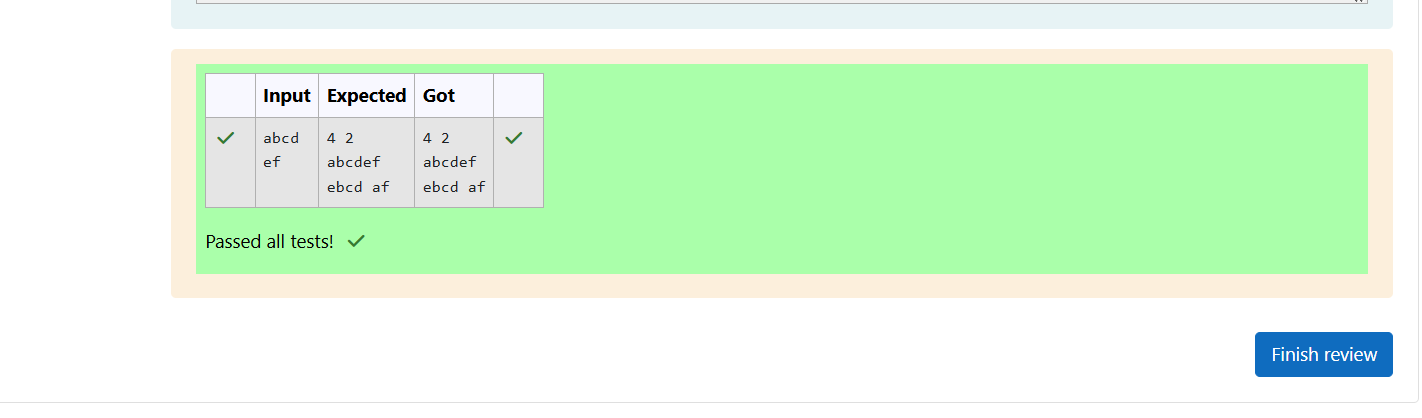 Input Expected Got
abcd 4 2 4 2
ef abcdef abcdef
ebcd af ebcd af
Passed all tests!
Finish review